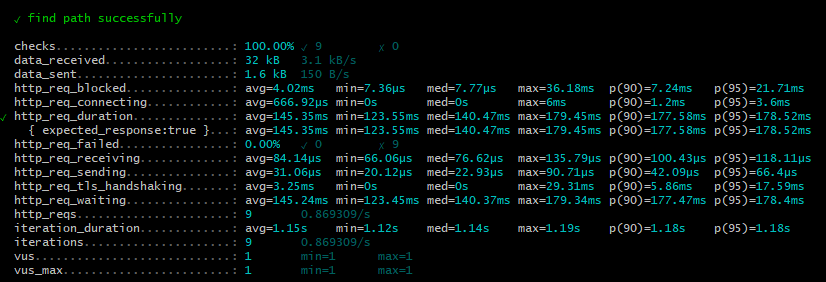 ✓ find path successfully
checks.........................: 100.00% ✓ 9 ✗ 0
data_received..................: 32 kB 3.1 kB/s
data_sent......................: 1.6 kB 150 B/s
http_req_blocked...............: avg=4.02ms min=7.36µs med=7.77µs max=36.18ms p(90)=7.24ms p(95)=21.71ms
http_req_connecting............: avg=666.92µs min=0s med=0s max=6ms p(90)=1.2ms p(95)=3.6ms
✓ http_req_duration..............: avg=145.35ms min=123.55ms med=140.47ms max=179.45ms p(90)=177.58ms p(95)=178.52ms
{ expected_response:true }...: avg=145.35ms min=123.55ms med=140.47ms max=179.45ms p(90)=177.58ms p(95)=178.52ms
http_req_failed................: 0.00% ✓ 0 ✗ 9
http_req_receiving.............: avg=84.14µs min=66.06µs med=76.62µs max=135.79µs p(90)=100.43µs p(95)=118.11µs
http_req_sending...............: avg=31.06µs min=20.12µs med=22.93µs max=90.71µs p(90)=42.09µs p(95)=66.4µs
http_req_tls_handshaking.......: avg=3.25ms min=0s med=0s max=29.31ms p(90)=5.86ms p(95)=17.59ms
http_req_waiting...............: avg=145.24ms min=123.45ms med=140.37ms max=179.34ms p(90)=177.47ms p(95)=178.4ms
http_reqs......................: 9 0.869309/s
iteration_duration.............: avg=1.15s min=1.12s med=1.14s max=1.19s p(90)=1.18s p(95)=1.18s
iterations.....................: 9 0.869309/s
vus............................: 1 min=1 max=1
vus_max........................: 1 min=1 max=1